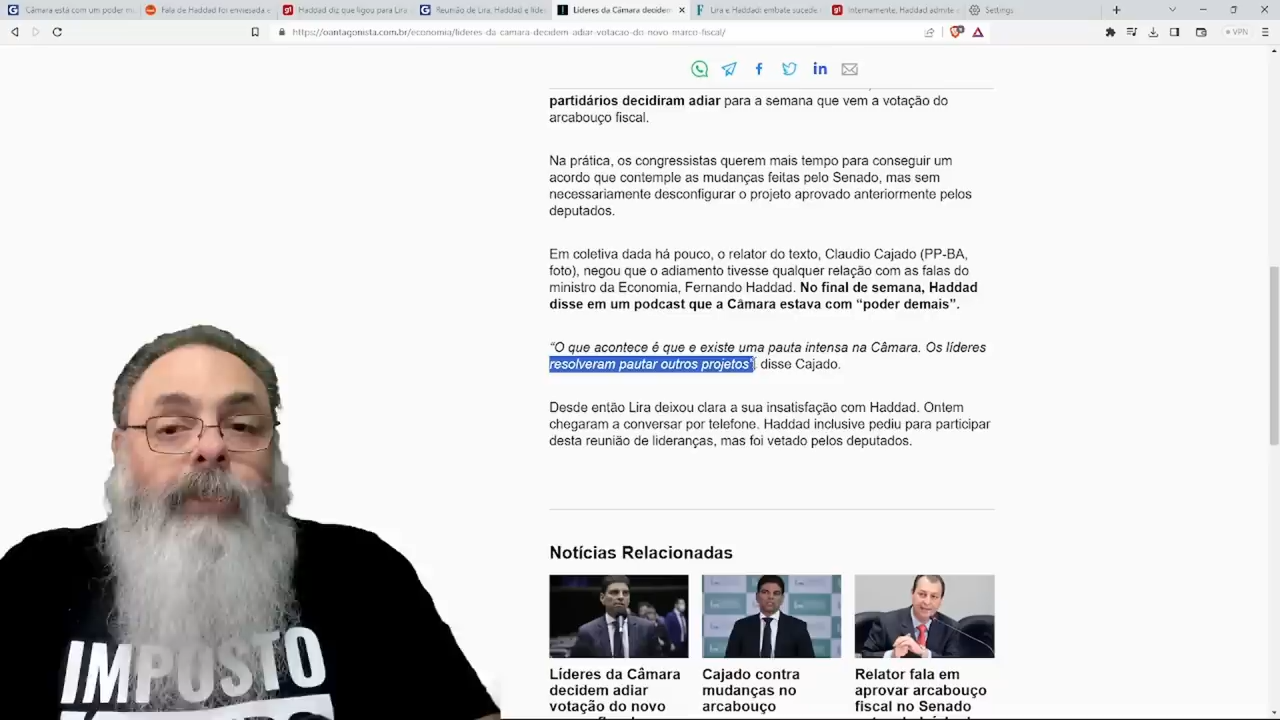 Câmara está com um poder mu
Fala de Haddad foi enviesada e
Haddad diz que ligou para Lira
Reunião de Lira, Haddad e líde
Líderes da Câmara decidem
Lira e Haddad: embate sucede
Internamente, Haddad admite
Settings
https://oantagonista.com.br/economia/lideres-da-camara-decidem-adiar-votacao-do-novo-marco-fiscal/
VPN
partidários decidiram adiar para a semana que vem a votação do
arcabouço fiscal.
Na prática, os congressistas querem mais tempo para conseguir um
acordo que contemple as mudanças feitas pelo Senado, mas sem
necessariamente desconfigurar o projeto aprovado anteriormente pelos
deputados.
Em coletiva dada há pouco, o relator do texto, Claudio Cajado (PP-BA,
foto), negou que o adiamento tivesse qualquer relação com as falas do
ministro da Economia, Fernando Haddad. No final de semana, Haddad
disse em um podcast que a Câmara estava com “poder demais”.
“O que acontece é que e existe uma pauta intensa na Câmara. Os líderes
resolveram pautar outros projetos”, disse Cajado.
Desde então Lira deixou clara a sua insatisfação com Haddad. Ontem
chegaram a conversar por telefone. Haddad inclusive pediu para participar
desta reunião de lideranças, mas foi vetado pelos deputados.
Notícias Relacionadas
Líderes da Câmara
decidem adiar
votação do novo
Cajado contra
mudanças no
arcabouço
Relator fala em
aprovar arcabouço
fiscal no Senado
IMPOSTO